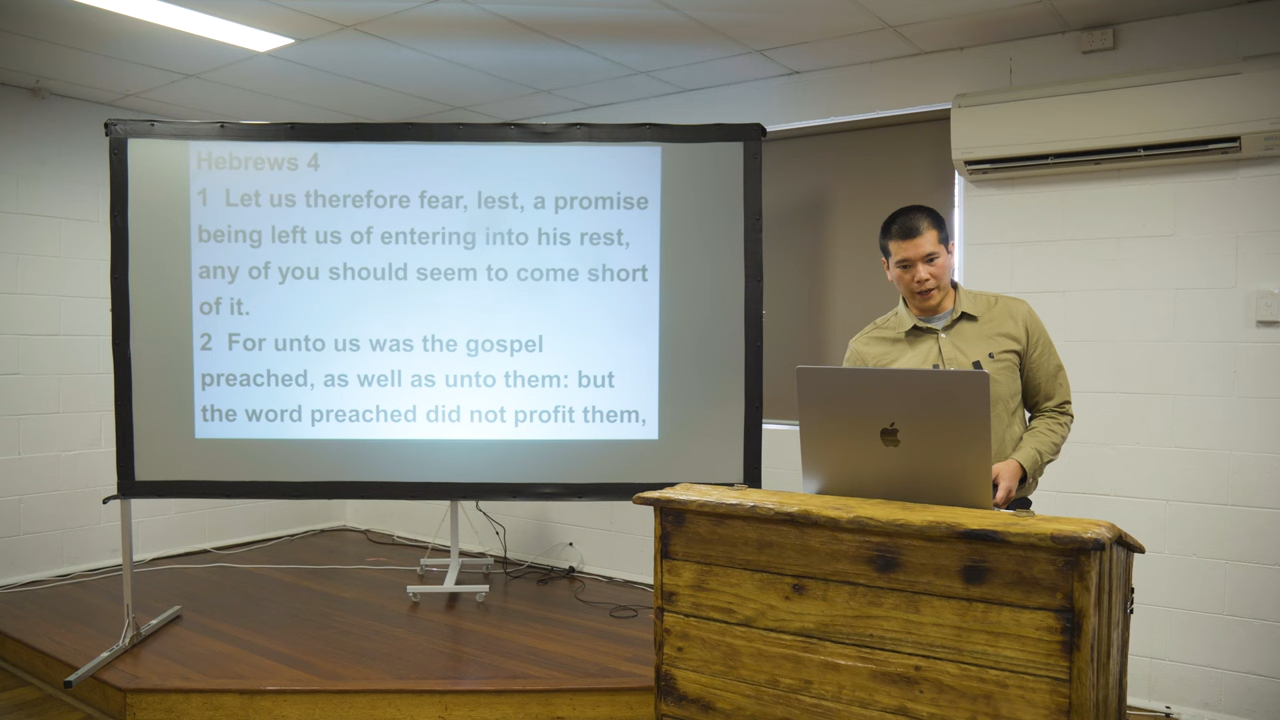 Hebrews 4
1 Let us therefore fear, lest, a promise
being left us of entering into his rest,
any of you should seem to come short
of it.
2 For unto us was the gospel
preached, as well as unto them: but
the word preached did not profit them,